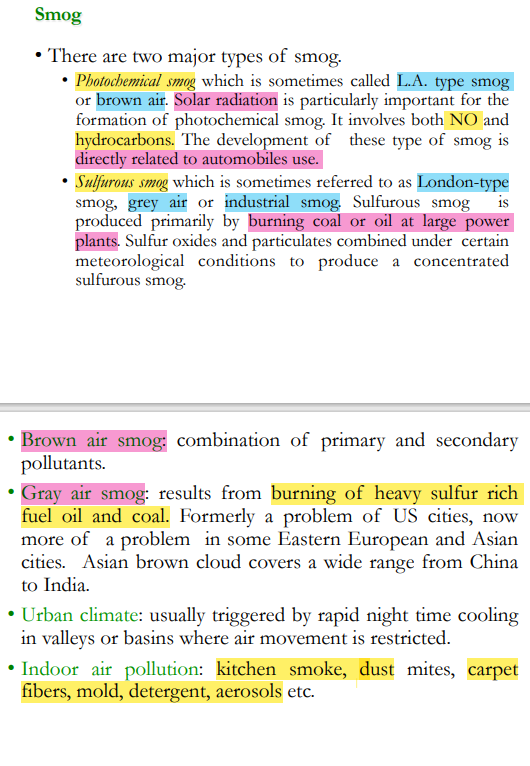 Smog
• There are two major types of smog.
• Photochemical smog which is sometimes called L.A. type smog
or brown air. Solar radiation is particularly important for the
formation of photochemical smog. It involves both NO and
hydrocarbons. The development of these type of smog is
directly related to automobiles use.
• Sulfurous smog which is sometimes referred to as London-type
smog, grey air or industrial smog. Sulfurous smog is
produced primarily by burning coal or oil at large power
plants. Sulfur oxides and particulates combined under certain
meteorological conditions to produce a concentrated
sulfurous smog.
• Brown air smog: combination of primary and secondary
pollutants.
• Gray air smog: results from burning of heavy sulfur rich
fuel oil and coal. Formerly a problem of US cities, now
more of a problem in some Eastern European and Asian
cities. Asian brown cloud covers a wide range from China
to India.
• Urban climate: usually triggered by rapid night time cooling
in valleys or basins where air movement is restricted.
• Indoor air pollution: kitchen smoke, dust mites, carpet
fibers, mold, detergent, aerosols etc.